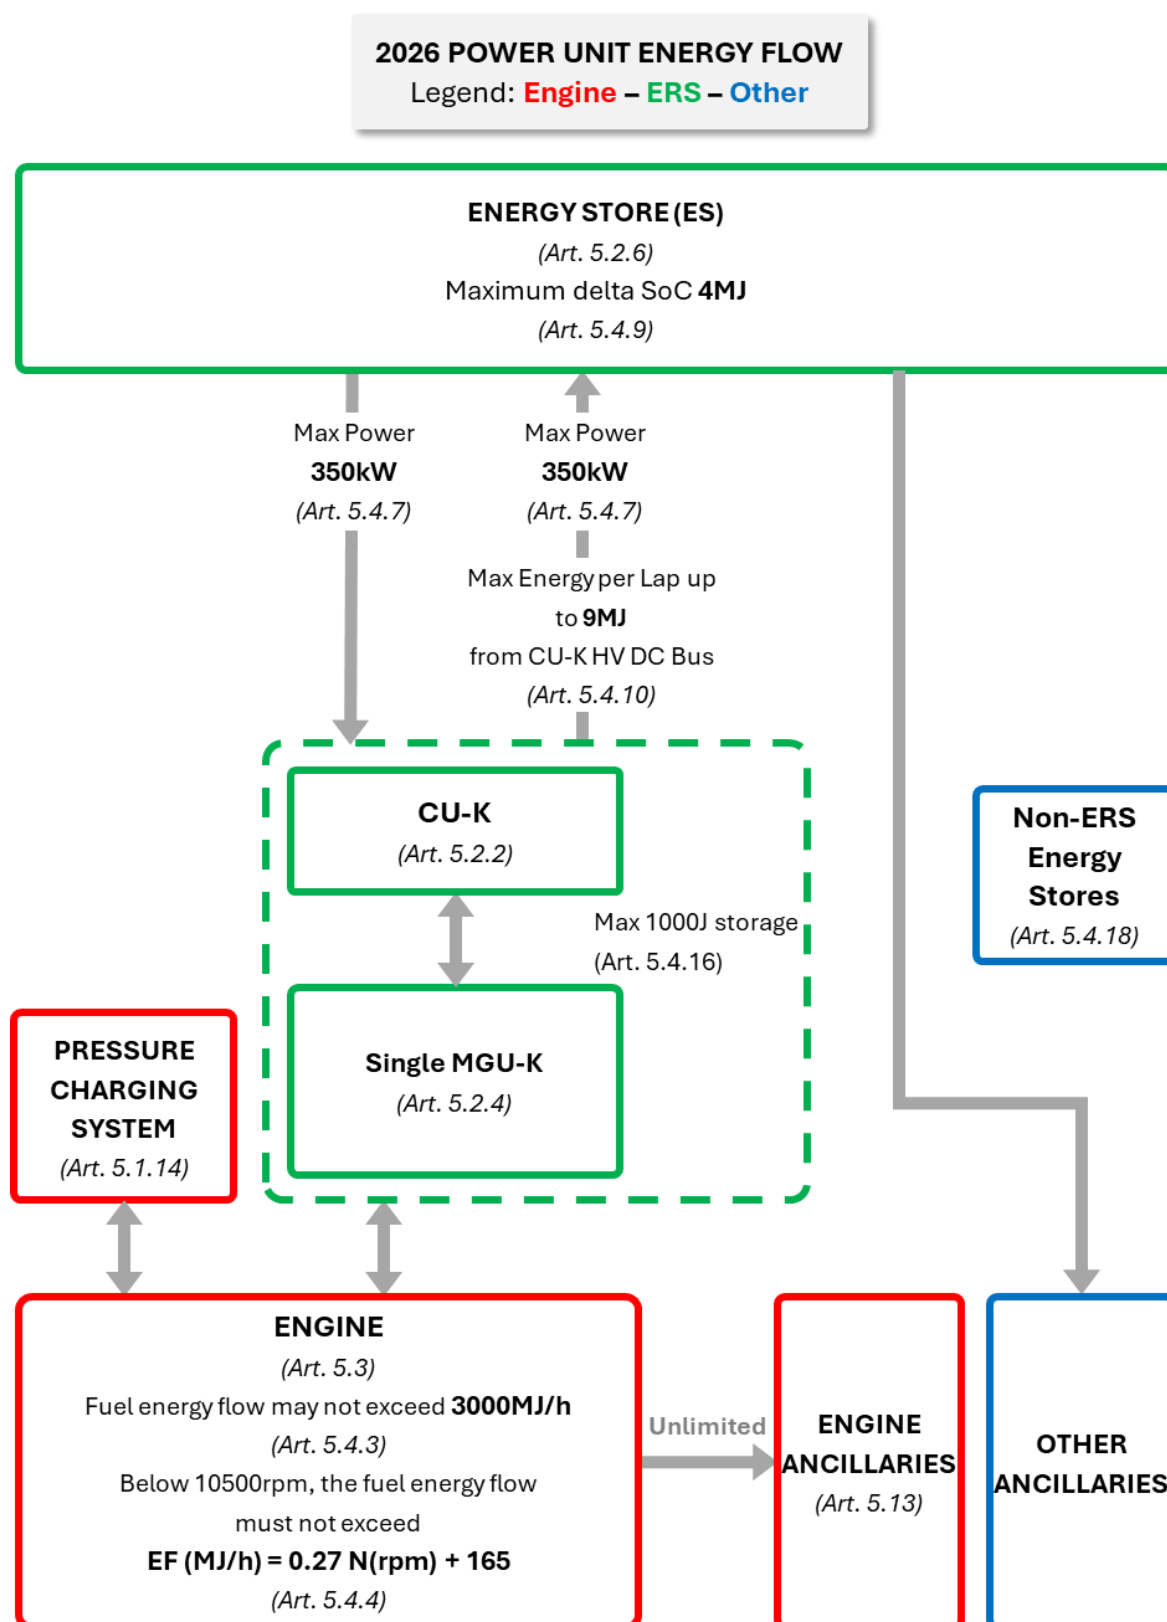 2026 POWER UNIT ENERGY FLOW
Legend: Engine – ERS – Other
ENERGY STORE (ES)
(Art. 5.2.6)
Maximum delta SoC 4MJ
(Art. 5.4.9)
Max Power
350kW
(Art. 5.4.7)
Max Power
350kW
(Art. 5.4.7)
Max Energy per Lap up
to 9MJ
from CU-K HV DC Bus
(Art. 5.4.10)
CU-K
(Art. 5.2.2)
Max 1000J storage
(Art. 5.4.16)
Single MGU-K
(Art. 5.2.4)
Non-ERS
Energy
Stores
(Art. 5.4.18)
PRESSURE
CHARGING
SYSTEM
(Art. 5.1.14)
ENGINE
(Art. 5.3)
Fuel energy flow may not exceed 3000MJ/h
(Art. 5.4.3)
Below 10500rpm, the fuel energy flow
must not exceed
EF (MJ/h) = 0.27 N(rpm) + 165
(Art. 5.4.4)
Unlimited
ENGINE
ANCILLARIES
(Art. 5.13)
OTHER
ANCILLARIES